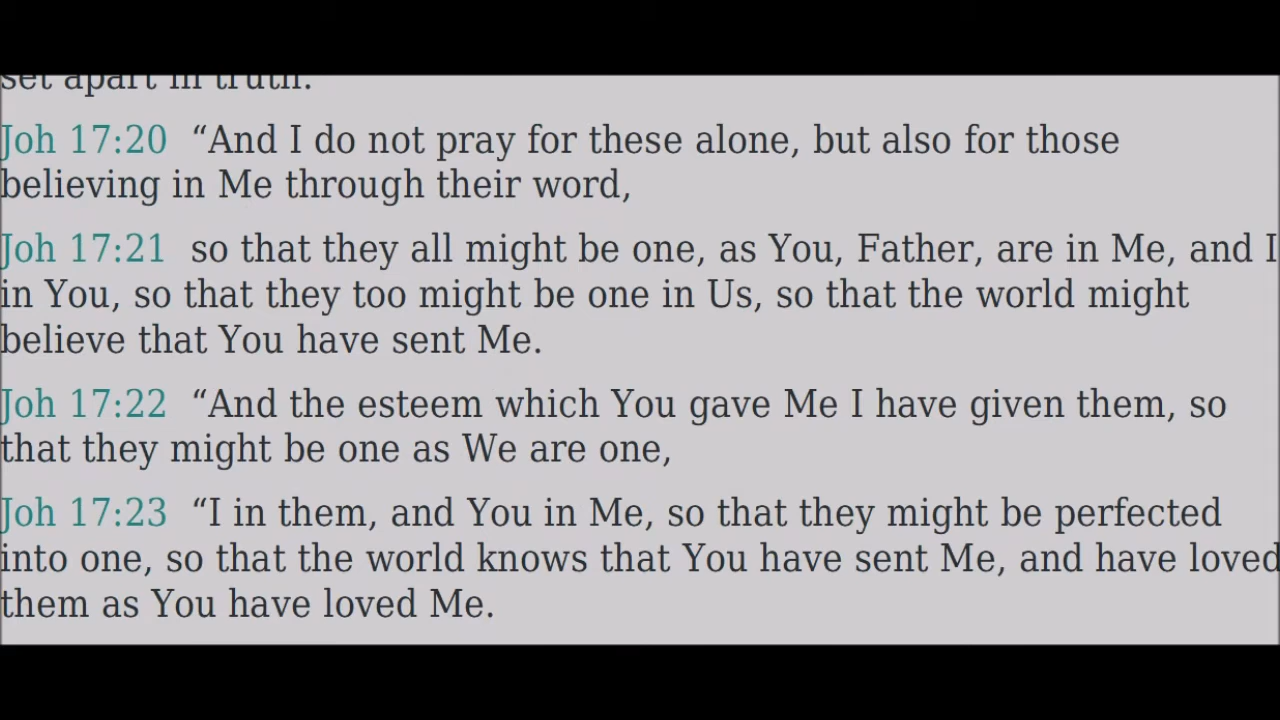 set apart in truth.
Joh 17:20 “And I do not pray for these alone, but also for those
believing in Me through their word,
Joh 17:21 so that they all might be one, as You, Father, are in Me, and I
in You, so that they too might be one in Us, so that the world might
believe that You have sent Me.
Joh 17:22 “And the esteem which You gave Me I have given them, so
that they might be one as We are one,
Joh 17:23 “I in them, and You in Me, so that they might be perfected
into one, so that the world knows that You have sent Me, and have loved
them as You have loved Me.